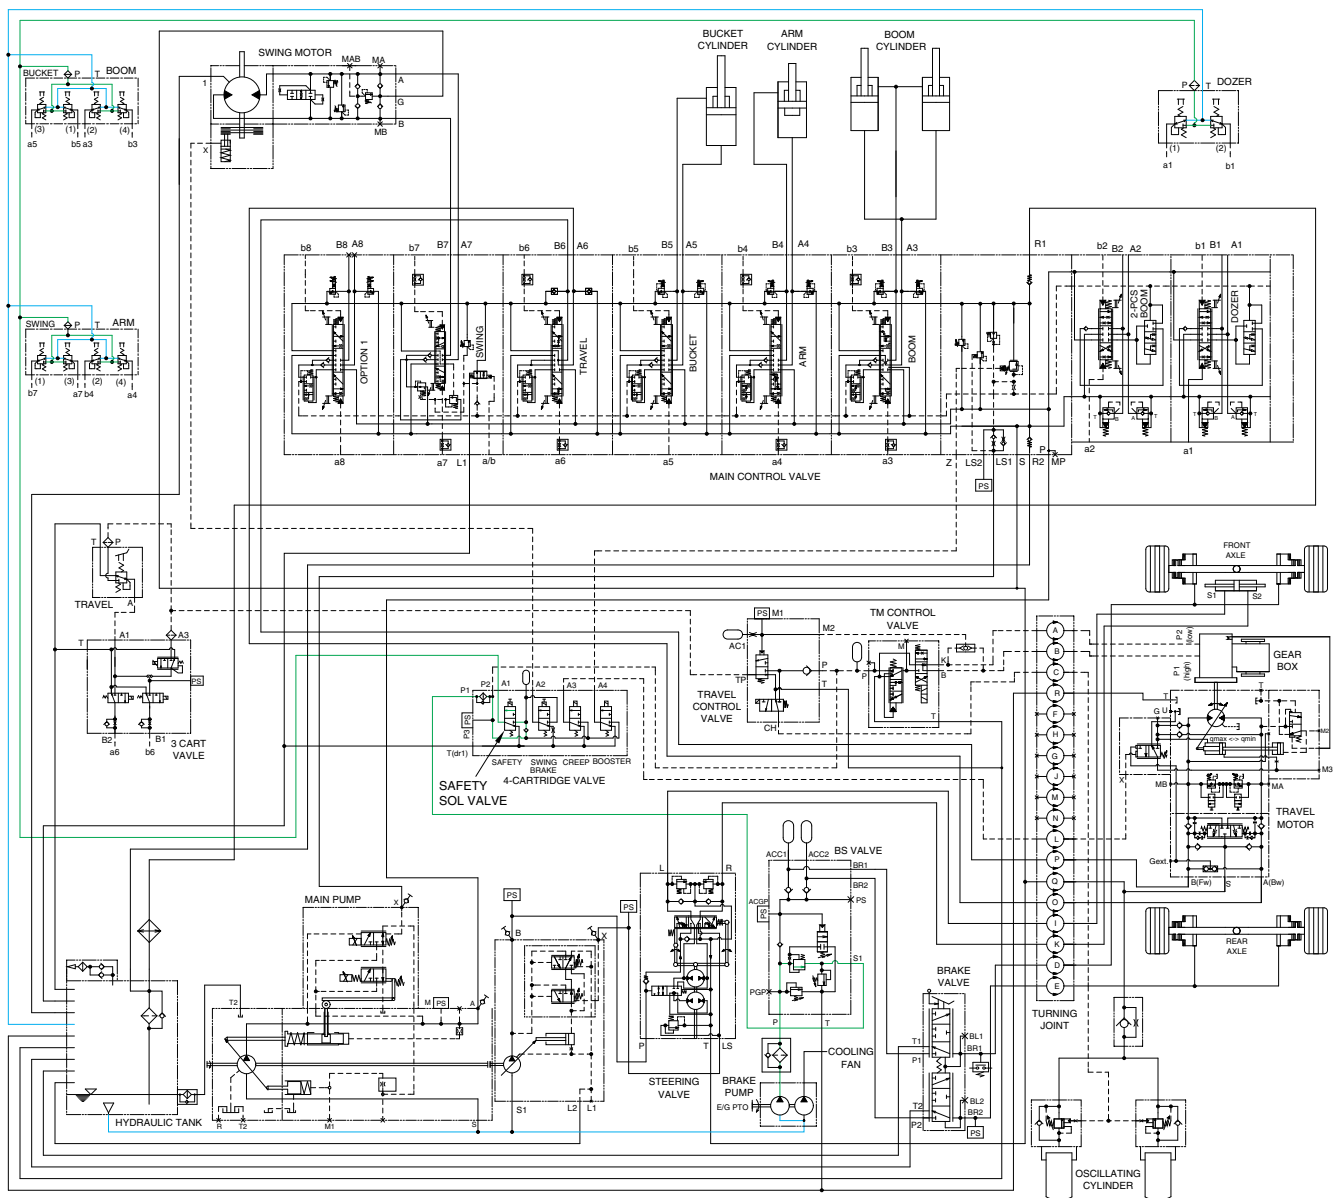 BUCKET
CYLINDER
ARM
CYLINDER
BOOM
CYLINDER
SWING MOTOR
MAB MA
A
G
B
MB
1
X
BUCKET P T BOOM
(3) (1) (2) (4)
a5 b5 a3 b3
P T DOZER
(1) (2)
a1 b1
SWING P T ARM
(1) (3) (2) (4)
b7 a7 b4 a4
b8 B8 A8 b7 B7 A7 b6 B6 A6 b5 B5 A5 b4 B4 A4 b3 B3 A3 R1 b2 B2 A2 b1 B1 A1
OPTION 1
SWING
TRAVEL
BUCKET
ARM
BOOM
2-PCS
BOOM
DOZER
T B A T T B A T
a8 a7 L1 a/b a6 a5 a4 a3 Z LS2 LS1 S R2 P MP a2 a1
MAIN CONTROL VALVE
PS
T P
TRAVEL
A
T A1 A3
PS
B2 B1
a6 b6
3 CART
VAVLE
P1 P2 A1 A2 A3 A4
PS
P3
T(dr1)
SAFETY SWING
BRAKE CREEP BOOSTER
4-CARTRIDGE VALVE
SAFETY
SOL VALVE
PS M1
M2
AC1
P
T
TP
TRAVEL
CONTROL
VALVE
CH
TM CONTROL
VALVE
M
K
P B
T
A
B
C
R
F
H
G
J
M
N
L
P
Q
O
I
K
D
E
TURNING
JOINT
FRONT
AXLE
S1 S2
P2
(low)
P1
(high)
GEAR
BOX
T T
G U
qmax <-> qmin
M2
X
M3
MB MA
TRAVEL
MOTOR
Gext.
B(Fw) S A(Bw)
REAR
AXLE
MAIN PUMP
X
T2 M PS A
R T2 M1 S
HYDRAULIC TANK
PS PS
B X
S1 L2 L1
L R
P T LS
STEERING
VALVE
ACC1 ACC2
BS VALVE
BR1
BR2
ACGP
PS
PS
S1
PGP
P T
COOLING
FAN
BRAKE
PUMP
E/G PTO
BRAKE
VALVE
BL1
T1 BR1
P1
BL2
T2 BR2
P2
PS
OSCILLATING
CYLINDER